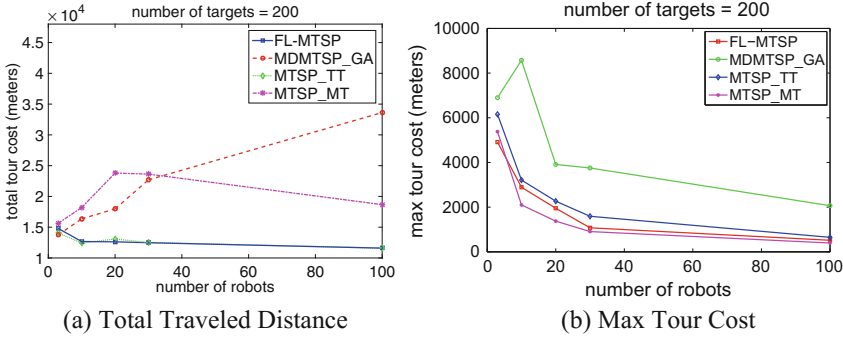 number of targets = 200
x 10⁴
4.5
4
3.5
3
2.5
2
1.5
1
0 20 40 60 80 100
total tour cost (meters)
number of robots
FL-MTSP
MDMTSP_GA
MTSP_TT
MTSP_MT
(a) Total Traveled Distance
number of targets = 200
10000
8000
6000
4000
2000
0
0 20 40 60 80 100
max tour cost (meters)
number of robots
FL−MTSP
MDMTSP_GA
MTSP_TT
MTSP_MT
(b) Max Tour Cost